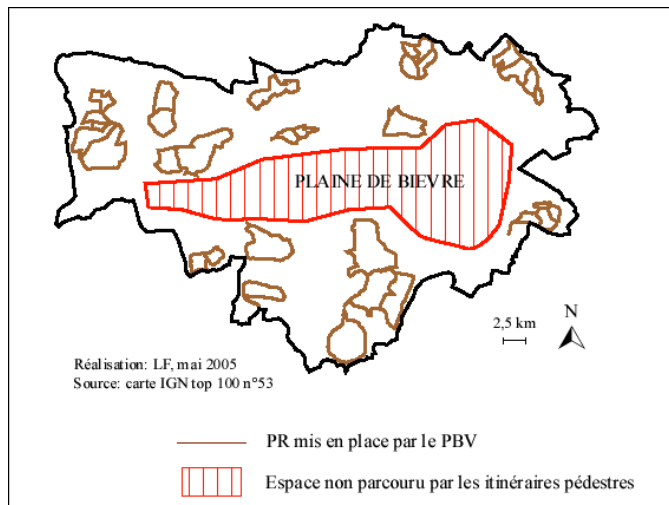 PLAINE DE BIEVRE
N
2,5 km
Réalisation: LF, mai 2005
Source: carte IGN top 100 n°53
PR mis en place par le PBV
Espace non parcouru par les itinéraires pédestres